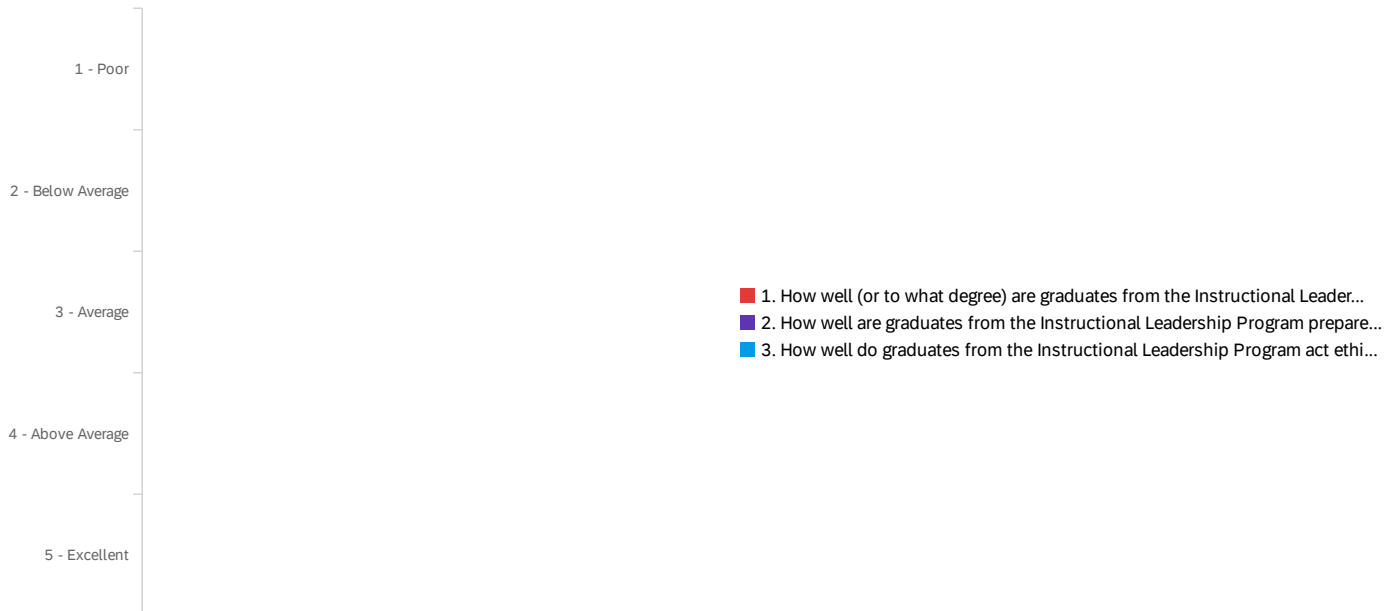 1 - Poor
2 - Below Average
3 - Average
4 - Above Average
5 - Excellent
1. How well (or to what degree) are graduates from the Instructional Leader...
2. How well are graduates from the Instructional Leadership Program prepare...
3. How well do graduates from the Instructional Leadership Program act ethi...